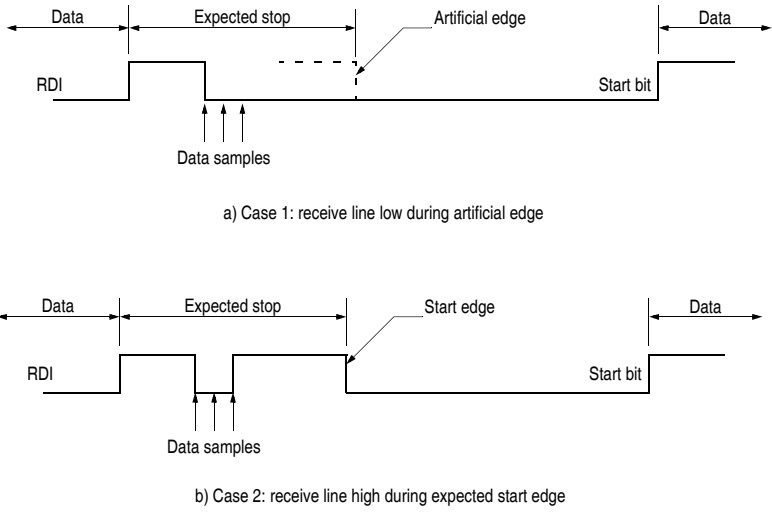 Data
Expected stop
Artificial edge
Data
RDI
Start bit
Data samples
a) Case 1: receive line low during artificial edge
Data
Expected stop
Start edge
Data
RDI
Start bit
Data samples
b) Case 2: receive line high during expected start edge